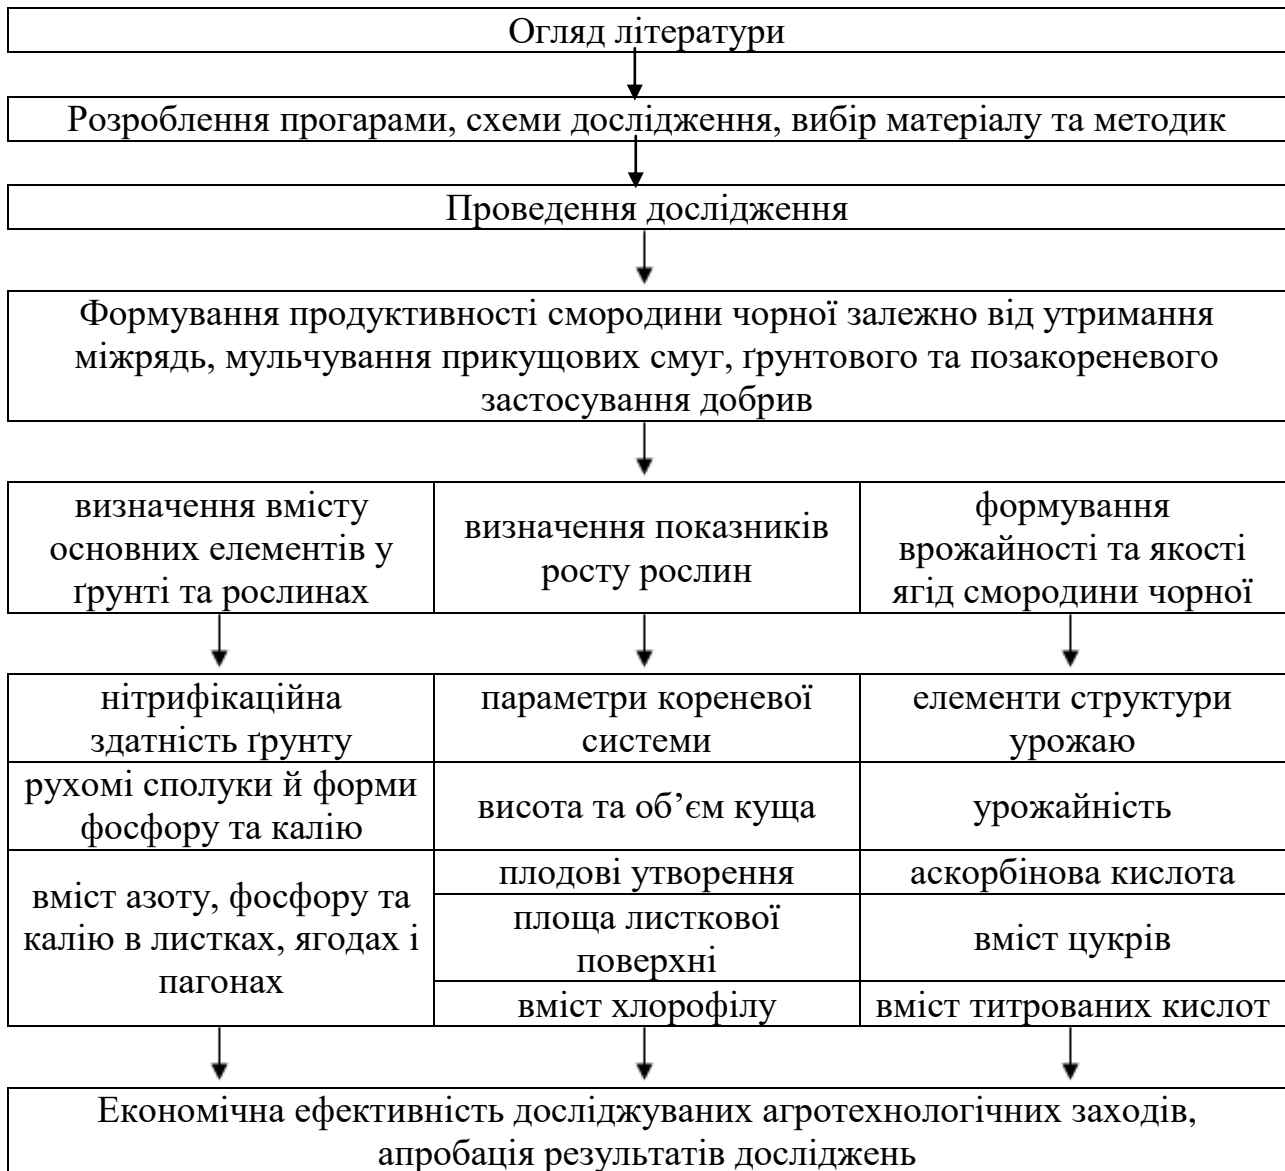 Огляд літератури
Розроблення прогарами, схеми дослідження, вибір матеріалу та методик
Проведення дослідження
Формування продуктивності смородини чорної залежно від утримання
міжрядь, мульчування прикущових смуг, ґрунтового та позакореневого
застосування добрив
визначення вмісту
основних елементів у
ґрунті та рослинах
визначення показників
росту рослин
формування
врожайності та якості
ягід смородини чорної
нітрифікаційна
здатність ґрунту
параметри кореневої
системи
елементи структури
урожаю
рухомі сполуки й форми
фосфору та калію
висота та об’єм куща
урожайність
вміст азоту, фосфору та
калію в листках, ягодах і
пагонах
плодові утворення
аскорбінова кислота
площа листкової
поверхні
вміст цукрів
вміст хлорофілу
вміст титрованих кислот
Економічна ефективність досліджуваних агротехнологічних заходів,
апробація результатів досліджень